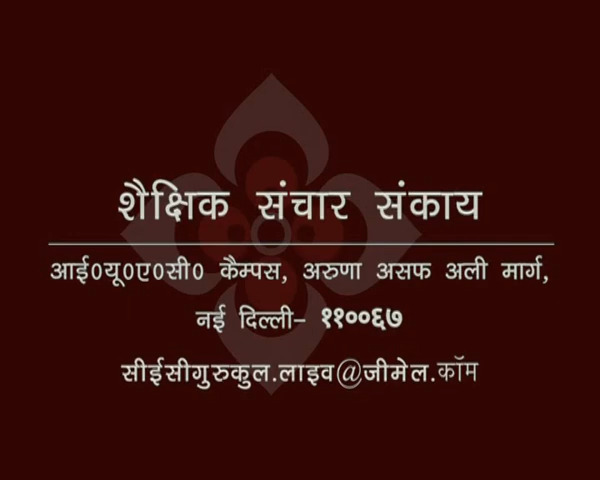 शैक्षिक संचार संकाय
आई०यू०ए०सी० कैम्पस, अरुणा असफ अली मार्ग,
नई दिल्ली– ११००६७
सीईसीगुरुकुल.लाइव@जीमेल.कॉम